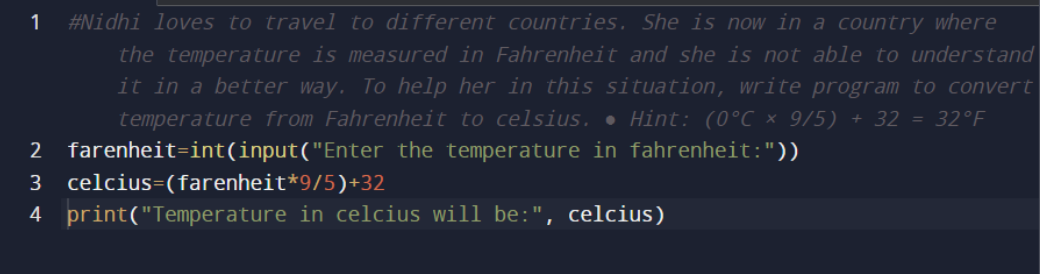 1 #Nidhi loves to travel to different countries. She is now in a country where
the temperature is measured in Fahrenheit and she is not able to understand
it in a better way. To help her in this situation, write program to convert
temperature from Fahrenheit to celsius. ● Hint: (0°C × 9/5) + 32 = 32°F
2 farenheit=int(input("Enter the temperature in fahrenheit:"))
3 celcius=(farenheit*9/5)+32
4 print("Temperature in celcius will be:", celcius)